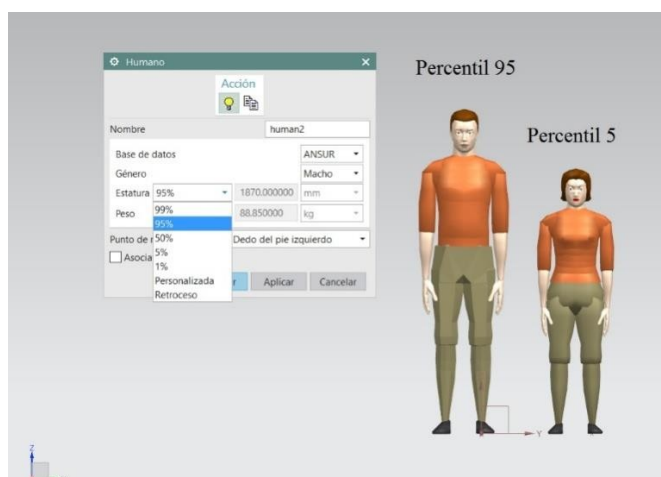 Humano
Percentil 95
Acción
Nombre human2
Percentil 5
Base de datos ANSUR
Género Macho
Estatura 95% 1870.000000 mm
Peso 88.850000 kg
99%
95%
50%
5%
1%
Personalizada
Retroceso
Punto de Dedo del pie izquierdo
Asocia
Aplicar Cancelar
Z
Y